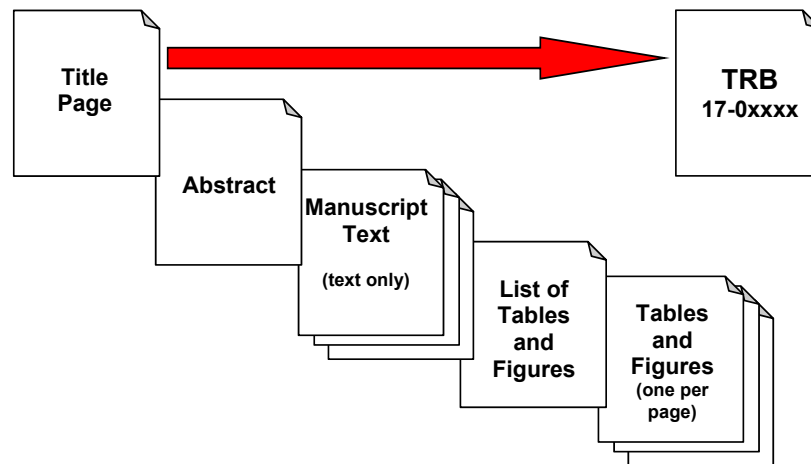 Title
Page
TRB
17-0xxxx
Abstract
Manuscript
Text
(text only)
List of
Tables
and
Figures
Tables
and
Figures
(one per
page)